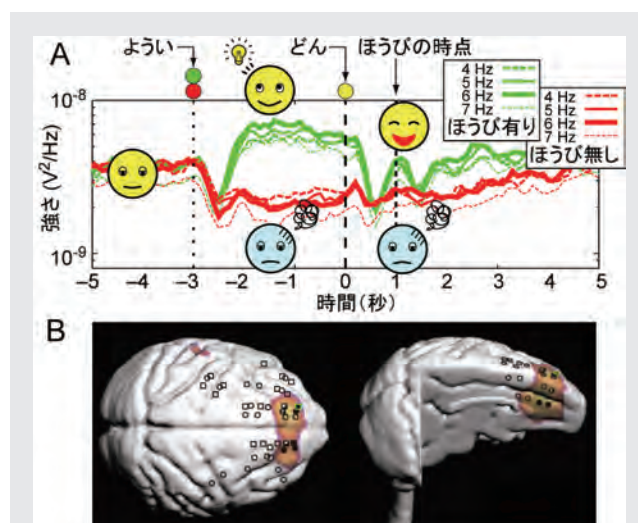 A
ようい
どん
ほうびの時点
4 Hz
5 Hz
6 Hz
7 Hz
ほうび有り
4 Hz
5 Hz
6 Hz
7 Hz
ほうび無し
強さ (V²/Hz)
10⁻⁸
10⁻⁹
−5 −4 −3 −2 −1 0 1 2 3 4 5
時間(秒)
B